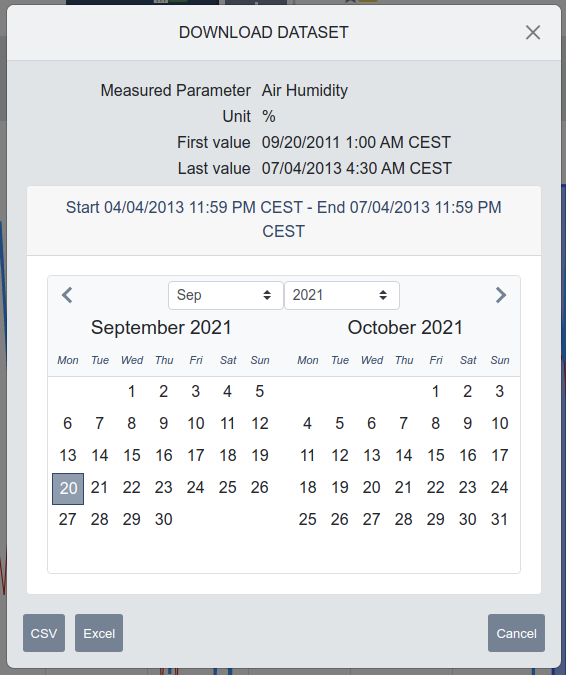 DOWNLOAD DATASET
Measured Parameter Air Humidity
Unit %
First value 09/20/2011 1:00 AM CEST
Last value 07/04/2013 4:30 AM CEST
Start 04/04/2013 11:59 PM CEST - End 07/04/2013 11:59 PM
CEST
Sep 2021
September 2021 October 2021
Mon Tue Wed Thu Fri Sat Sun Mon Tue Wed Thu Fri Sat Sun
1 2 3 4 5 1 2 3
6 7 8 9 10 11 12 4 5 6 7 8 9 10
13 14 15 16 17 18 19 11 12 13 14 15 16 17
20 21 22 23 24 25 26 18 19 20 21 22 23 24
27 28 29 30 25 26 27 28 29 30 31
CSV Excel Cancel